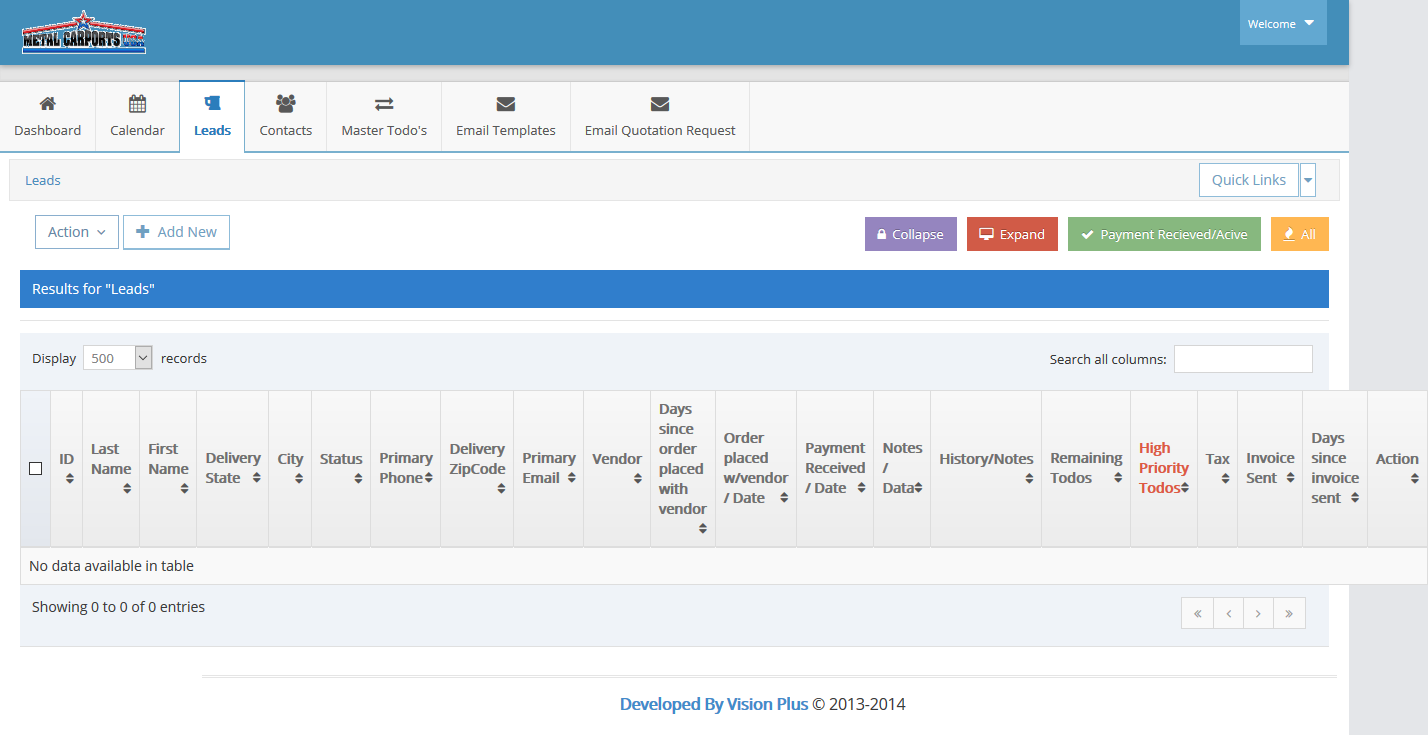 METAL CARPORTS
Welcome
Dashboard
Calendar
Leads
Contacts
Master Todo's
Email Templates
Email Quotation Request
Leads
Quick Links
Action
Add New
Collapse
Expand
Payment Recieved/Acive
All
Results for "Leads"
Display 500 records
Search all columns:
ID
Last
Name
First
Name
Delivery
State
City
Status
Primary
Phone
Delivery
ZipCode
Primary
Email
Vendor
Days
since
order
placed
with
vendor
Order
placed
w/vendor
/ Date
Payment
Received
/ Date
Notes
/
Data
History/Notes
Remaining
Todos
High
Priority
Todos
Tax
Invoice
Sent
Days
since
invoice
sent
Action
No data available in table
Showing 0 to 0 of 0 entries
« ‹ › »
Developed By Vision Plus © 2013-2014